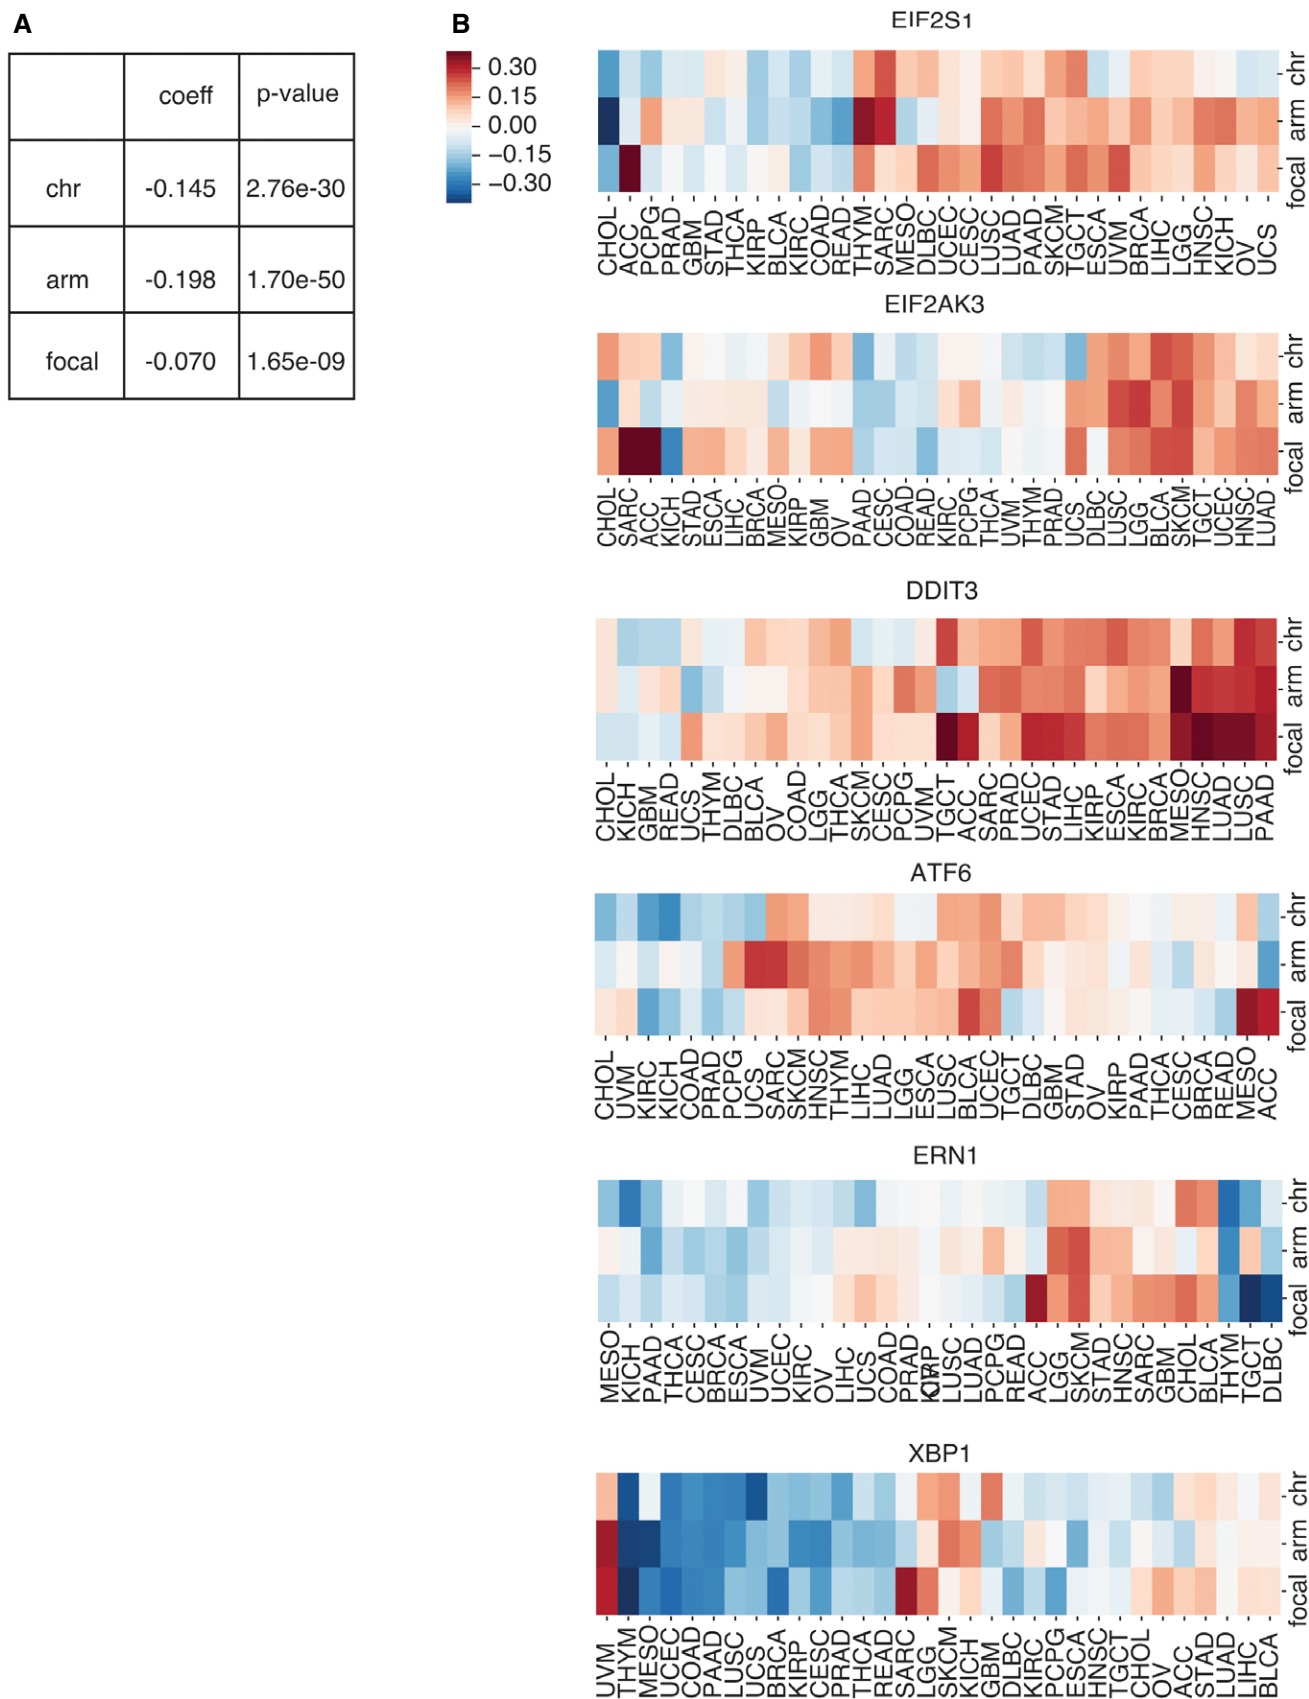 A
coeff p-value
chr -0.145 2.76e-30
arm -0.198 1.70e-50
focal -0.070 1.65e-09
B
0.30
0.15
0.00
−0.15
−0.30
EIF2S1
chr
arm
focal
CHOL ACC PCPG PRAD GBM STAD THCA KIRP BLCA KIRC COAD READ THYM SARC MESO DLBC UCEC CESC LUSC LUAD PAAD SKCM TGCT ESCA UVM BRCA LIHC LGG HNSC KICH OV UCS
EIF2AK3
chr
arm
focal
CHOL SARC ACC KICH STAD ESCA LIHC BRCA MESO KIRP GBM OV PAAD CESC COAD READ KIRC PCPG THCA UVM THYM PRAD UCS DLBC LUSC LGG BLCA SKCM TGCT UCEC HNSC LUAD
DDIT3
chr
arm
focal
CHOL KICH GBM READ UCS THYM DLBC BLCA OV COAD LGG THCA SKCM CESC PCPG UVM TGCT ACC SARC PRAD UCEC STAD LIHC KIRP ESCA KIRC BRCA MESO HNSC LUAD LUSC PAAD
ATF6
chr
arm
focal
CHOL UVM KIRC KICH COAD PRAD PCPG UCS SARC SKCM HNSC THYM LIHC LUAD LGG ESCA LUSC BLCA UCEC TGCT DLBC GBM STAD OV KIRP PAAD THCA CESC BRCA READ MESO ACC
ERN1
chr
arm
focal
MESO KICH PAAD THCA CESC BRCA ESCA UVM UCEC KIRC OV LIHC UCS COAD PRAD KIRP LUSC LUAD PCPG READ ACC LGG SKCM STAD HNSC SARC GBM CHOL BLCA THYM TGCT DLBC
XBP1
chr
arm
focal
UVM THYM MESO UCEC COAD PAAD LUSC UCS BRCA KIRP CESC PRAD THCA READ SARC LGG SKCM KICH GBM DLBC KIRC PCPG ESCA HNSC TGCT CHOL OV ACC STAD LUAD LIHC BLCA